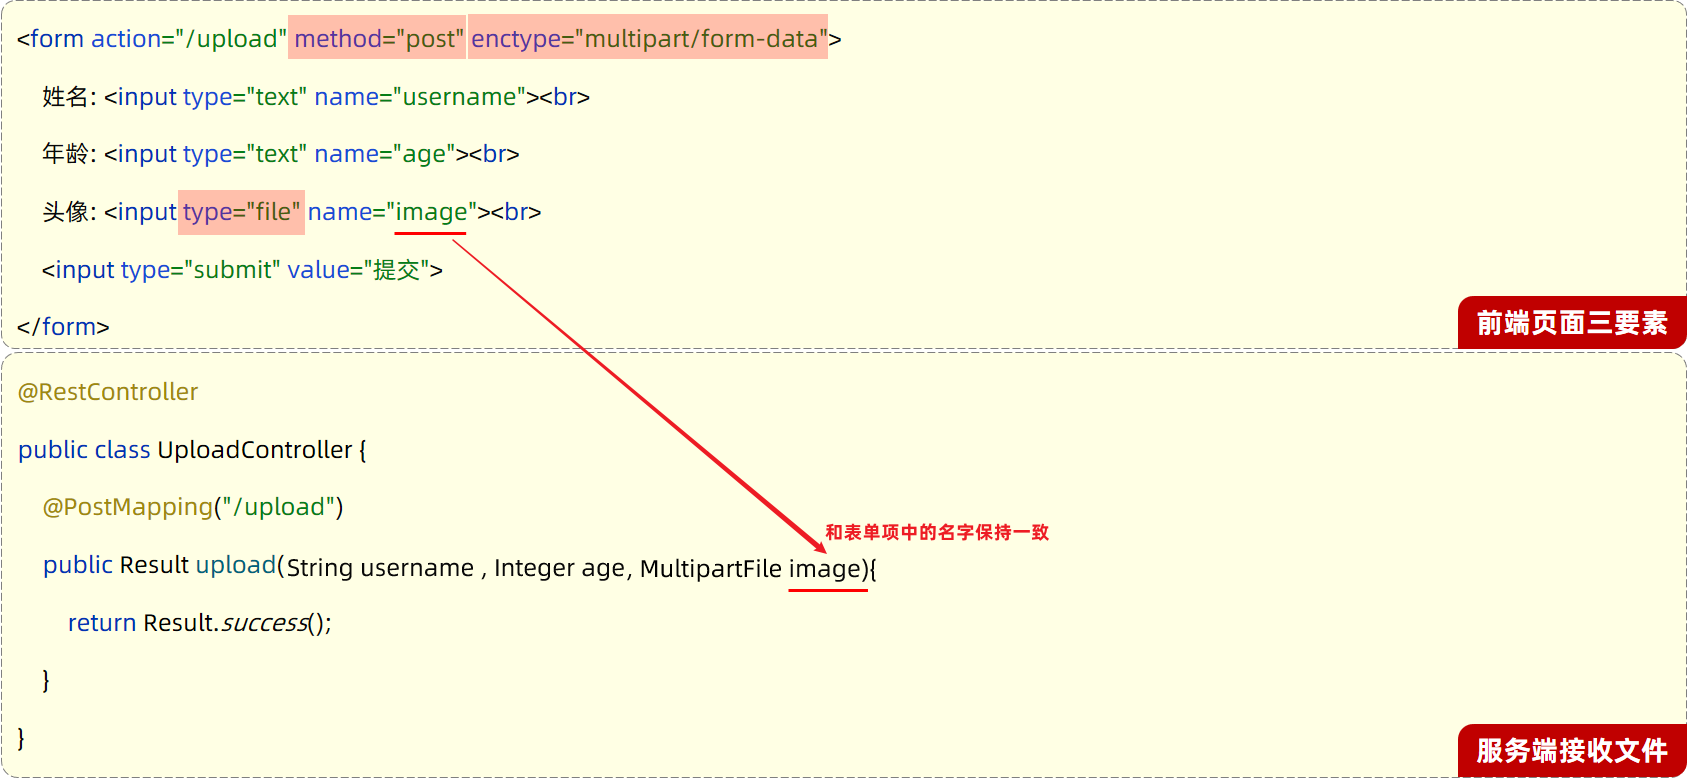 <form action="/upload" method="post" enctype="multipart/form-data">
姓名: <input type="text" name="username"><br>
年龄: <input type="text" name="age"><br>
头像: <input type="file" name="image"><br>
<input type="submit" value="提交">
</form>
前端页面三要素
@RestController
public class UploadController {
@PostMapping("/upload")
和表单项中的名字保持一致
public Result upload(String username , Integer age, MultipartFile image){
return Result.success();
}
}
服务端接收文件